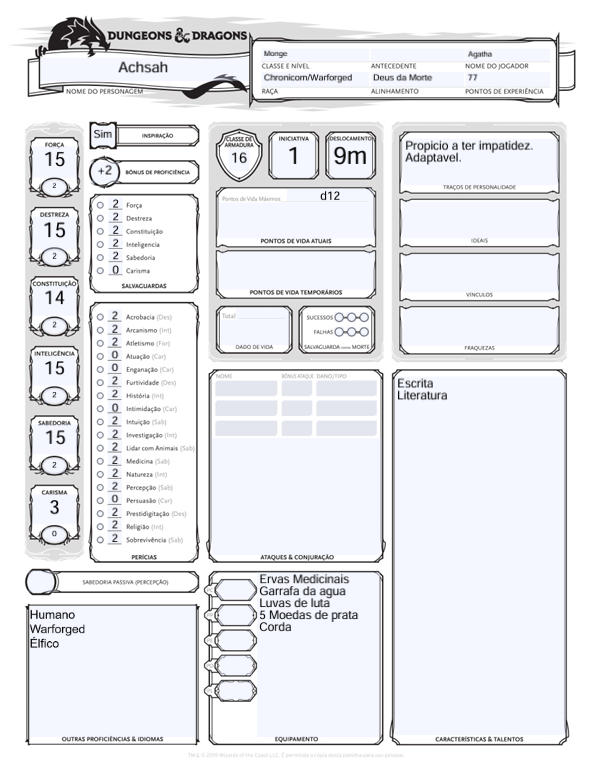 DUNGEONS & DRAGONS
Achsah
NOME DO PERSONAGEM
Monge
Agatha
CLASSE E NÍVEL
ANTECEDENTE
NOME DO JOGADOR
Chronicorn/Warforged
Deus da Morte
77
RAÇA
ALINHAMENTO
PONTOS DE EXPERIÊNCIA
FORÇA
15
2
DESTREZA
15
2
CONSTITUIÇÃO
14
2
INTELIGÊNCIA
15
2
SABEDORIA
15
2
CARISMA
3
0
Sim
INSPIRAÇÃO
+2
BÔNUS DE PROFICIÊNCIA
2 Força
2 Destreza
2 Constituição
2 Inteligencia
2 Sabedoria
0 Carisma
SALVAGUARDAS
2 Acrobacia (Des)
2 Arcanismo (Int)
2 Atletismo (For)
0 Atuação (Car)
0 Enganação (Car)
2 Furtividade (Des)
2 História (Int)
0 Intimidação (Car)
2 Intuição (Sab)
2 Investigação (Int)
2 Lidar com Animais (Sab)
2 Medicina (Sab)
2 Natureza (Int)
2 Percepção (Sab)
0 Persuasão (Car)
2 Prestidigitação (Des)
2 Religião (Int)
2 Sobrevivência (Sab)
PERÍCIAS
SABEDORIA PASSIVA (PERCEPÇÃO)
Humano
Warforged
Élfico
OUTRAS PROFICIÊNCIAS & IDIOMAS
CLASSE DE
ARMADURA
16
INICIATIVA
1
DESLOCAMENTO
9m
Pontos de Vida Máximos
d12
PONTOS DE VIDA ATUAIS
PONTOS DE VIDA TEMPORÁRIOS
Total
DADO DE VIDA
SUCESSOS
FALHAS
SALVAGUARDA MORTE
NOME
BÔNUS ATAQUE
DANO/TIPO
ATAQUES & CONJURAÇÃO
Ervas Medicinais
Garrafa da agua
Luvas de luta
5 Moedas de prata
Corda
EQUIPAMENTO
Propicio a ter impatidez.
Adaptavel.
TRAÇOS DE PERSONALIDADE
IDEAIS
VÍNCULOS
FRAQUEZAS
Escrita
Literatura
CARACTERÍSTICAS & TALENTOS